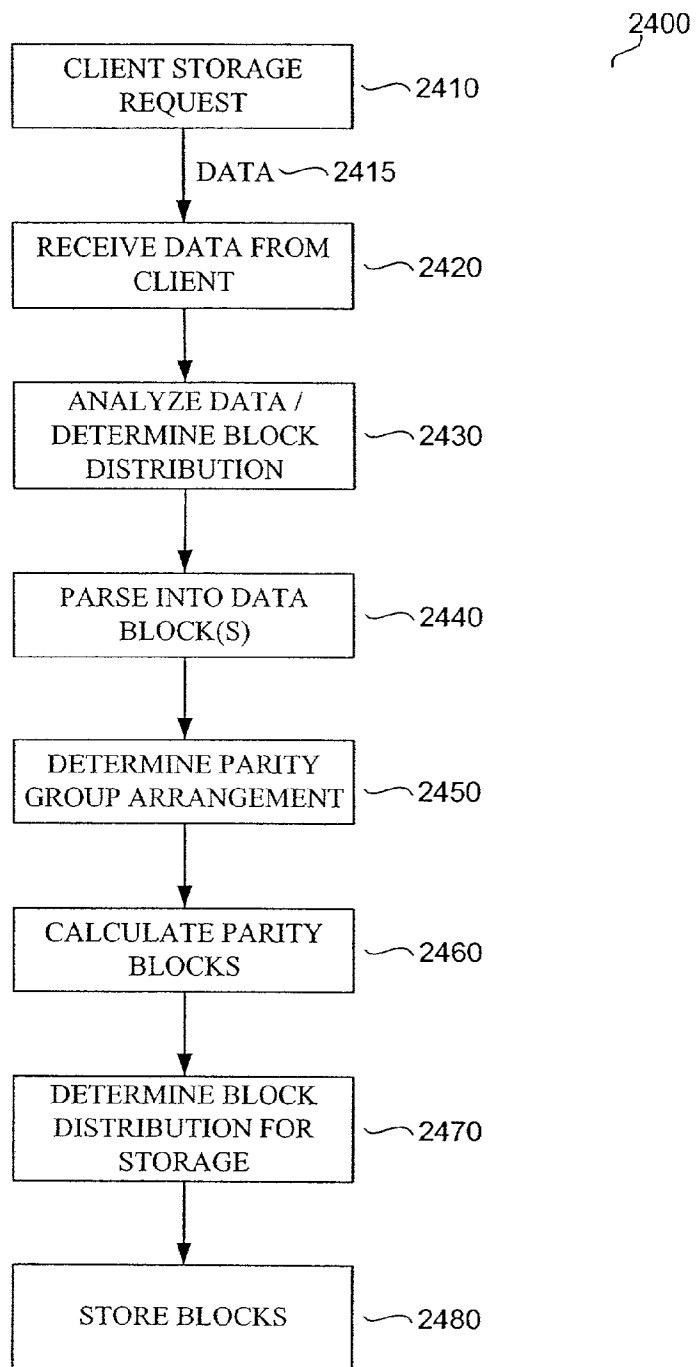 2400
CLIENT STORAGE
REQUEST
2410
DATA
2415
RECEIVE DATA FROM
CLIENT
2420
ANALYZE DATA /
DETERMINE BLOCK
DISTRIBUTION
2430
PARSE INTO DATA
BLOCK(S)
2440
DETERMINE PARITY
GROUP ARRANGEMENT
2450
CALCULATE PARITY
BLOCKS
2460
DETERMINE BLOCK
DISTRIBUTION FOR
STORAGE
2470
STORE BLOCKS
2480